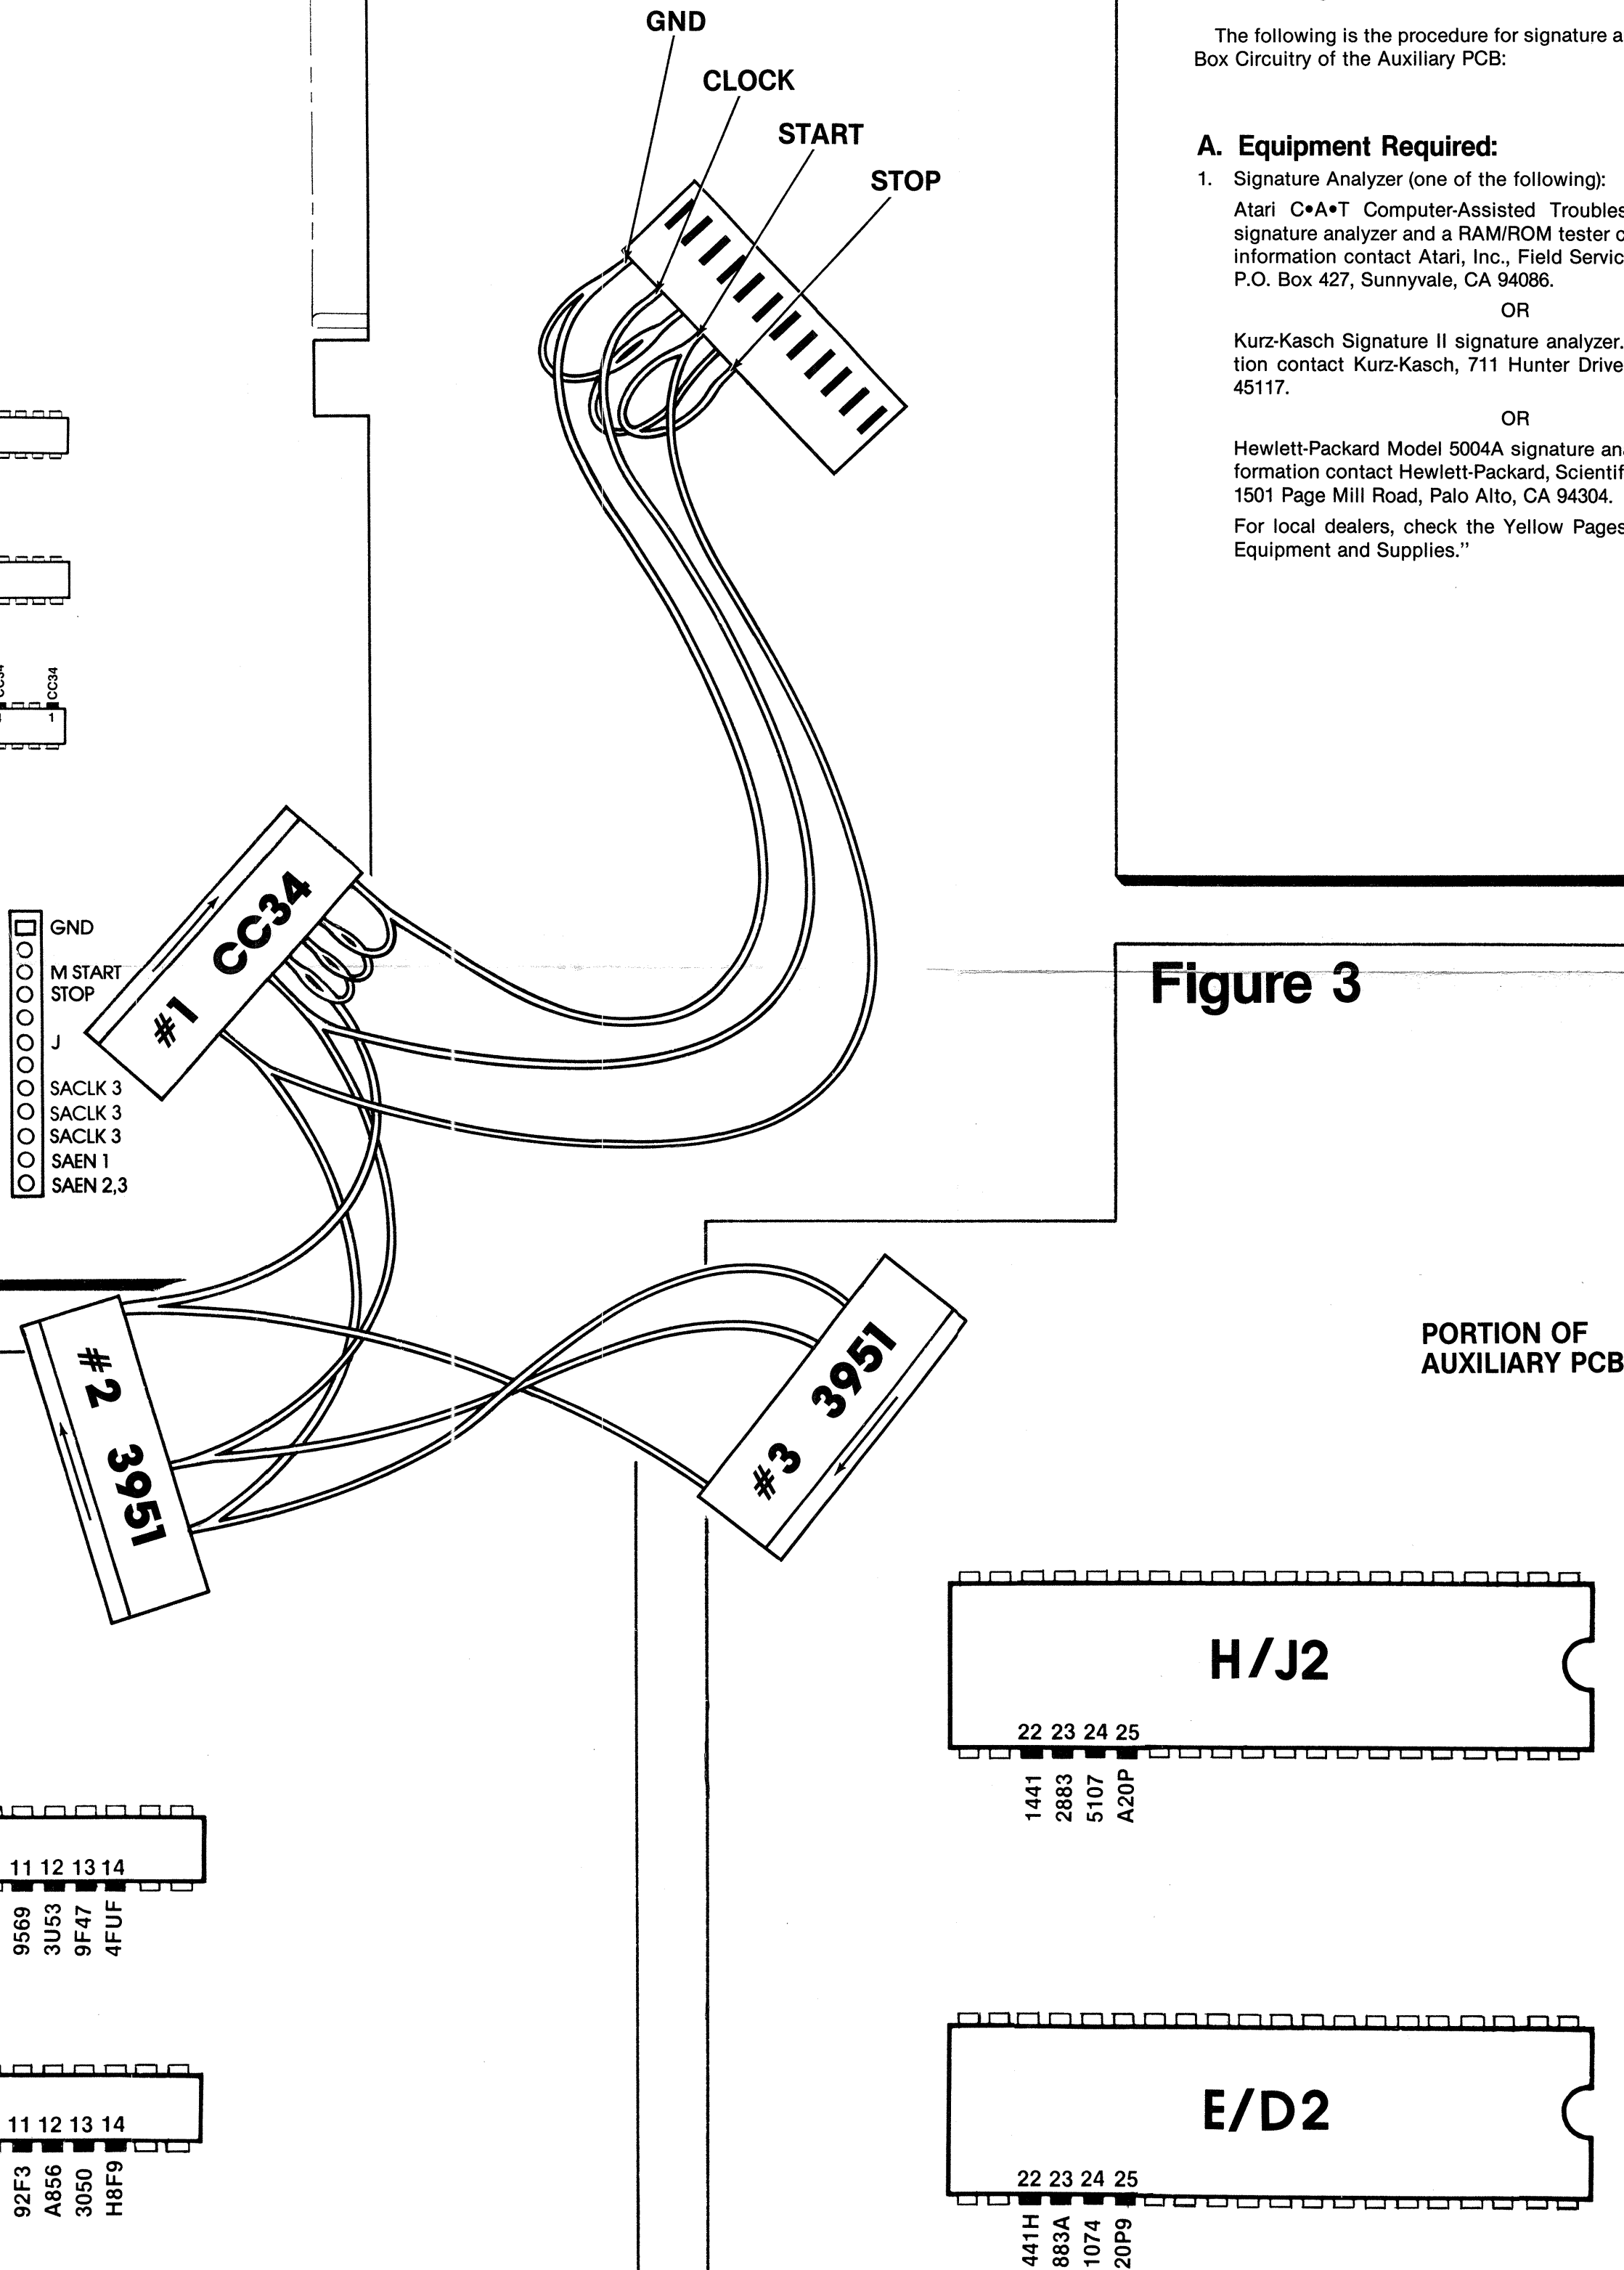 GND
CLOCK
START
STOP
The following is the procedure for signature a
Box Circuitry of the Auxiliary PCB:
A. Equipment Required:
1. Signature Analyzer (one of the following):
Atari C•A•T Computer-Assisted Troubles
signature analyzer and a RAM/ROM tester c
information contact Atari, Inc., Field Servic
P.O. Box 427, Sunnyvale, CA 94086.
OR
Kurz-Kasch Signature II signature analyzer.
tion contact Kurz-Kasch, 711 Hunter Drive
45117.
OR
Hewlett-Packard Model 5004A signature ana
formation contact Hewlett-Packard, Scientif
1501 Page Mill Road, Palo Alto, CA 94304.
For local dealers, check the Yellow Pages
Equipment and Supplies.”
CC34
CC34
1
GND
M START
STOP
J
SACLK 3
SACLK 3
SACLK 3
SAEN 1
SAEN 2,3
#1 CC34
Figure 3
#2 3951
#3 3951
PORTION OF
AUXILIARY PCB
H/J2
22 23 24 25
1441
2883
5107
A20P
11 12 13 14
9569
3U53
9F47
4FUF
E/D2
22 23 24 25
441H
883A
1074
20P9
11 12 13 14
92F3
A856
3050
H8F9